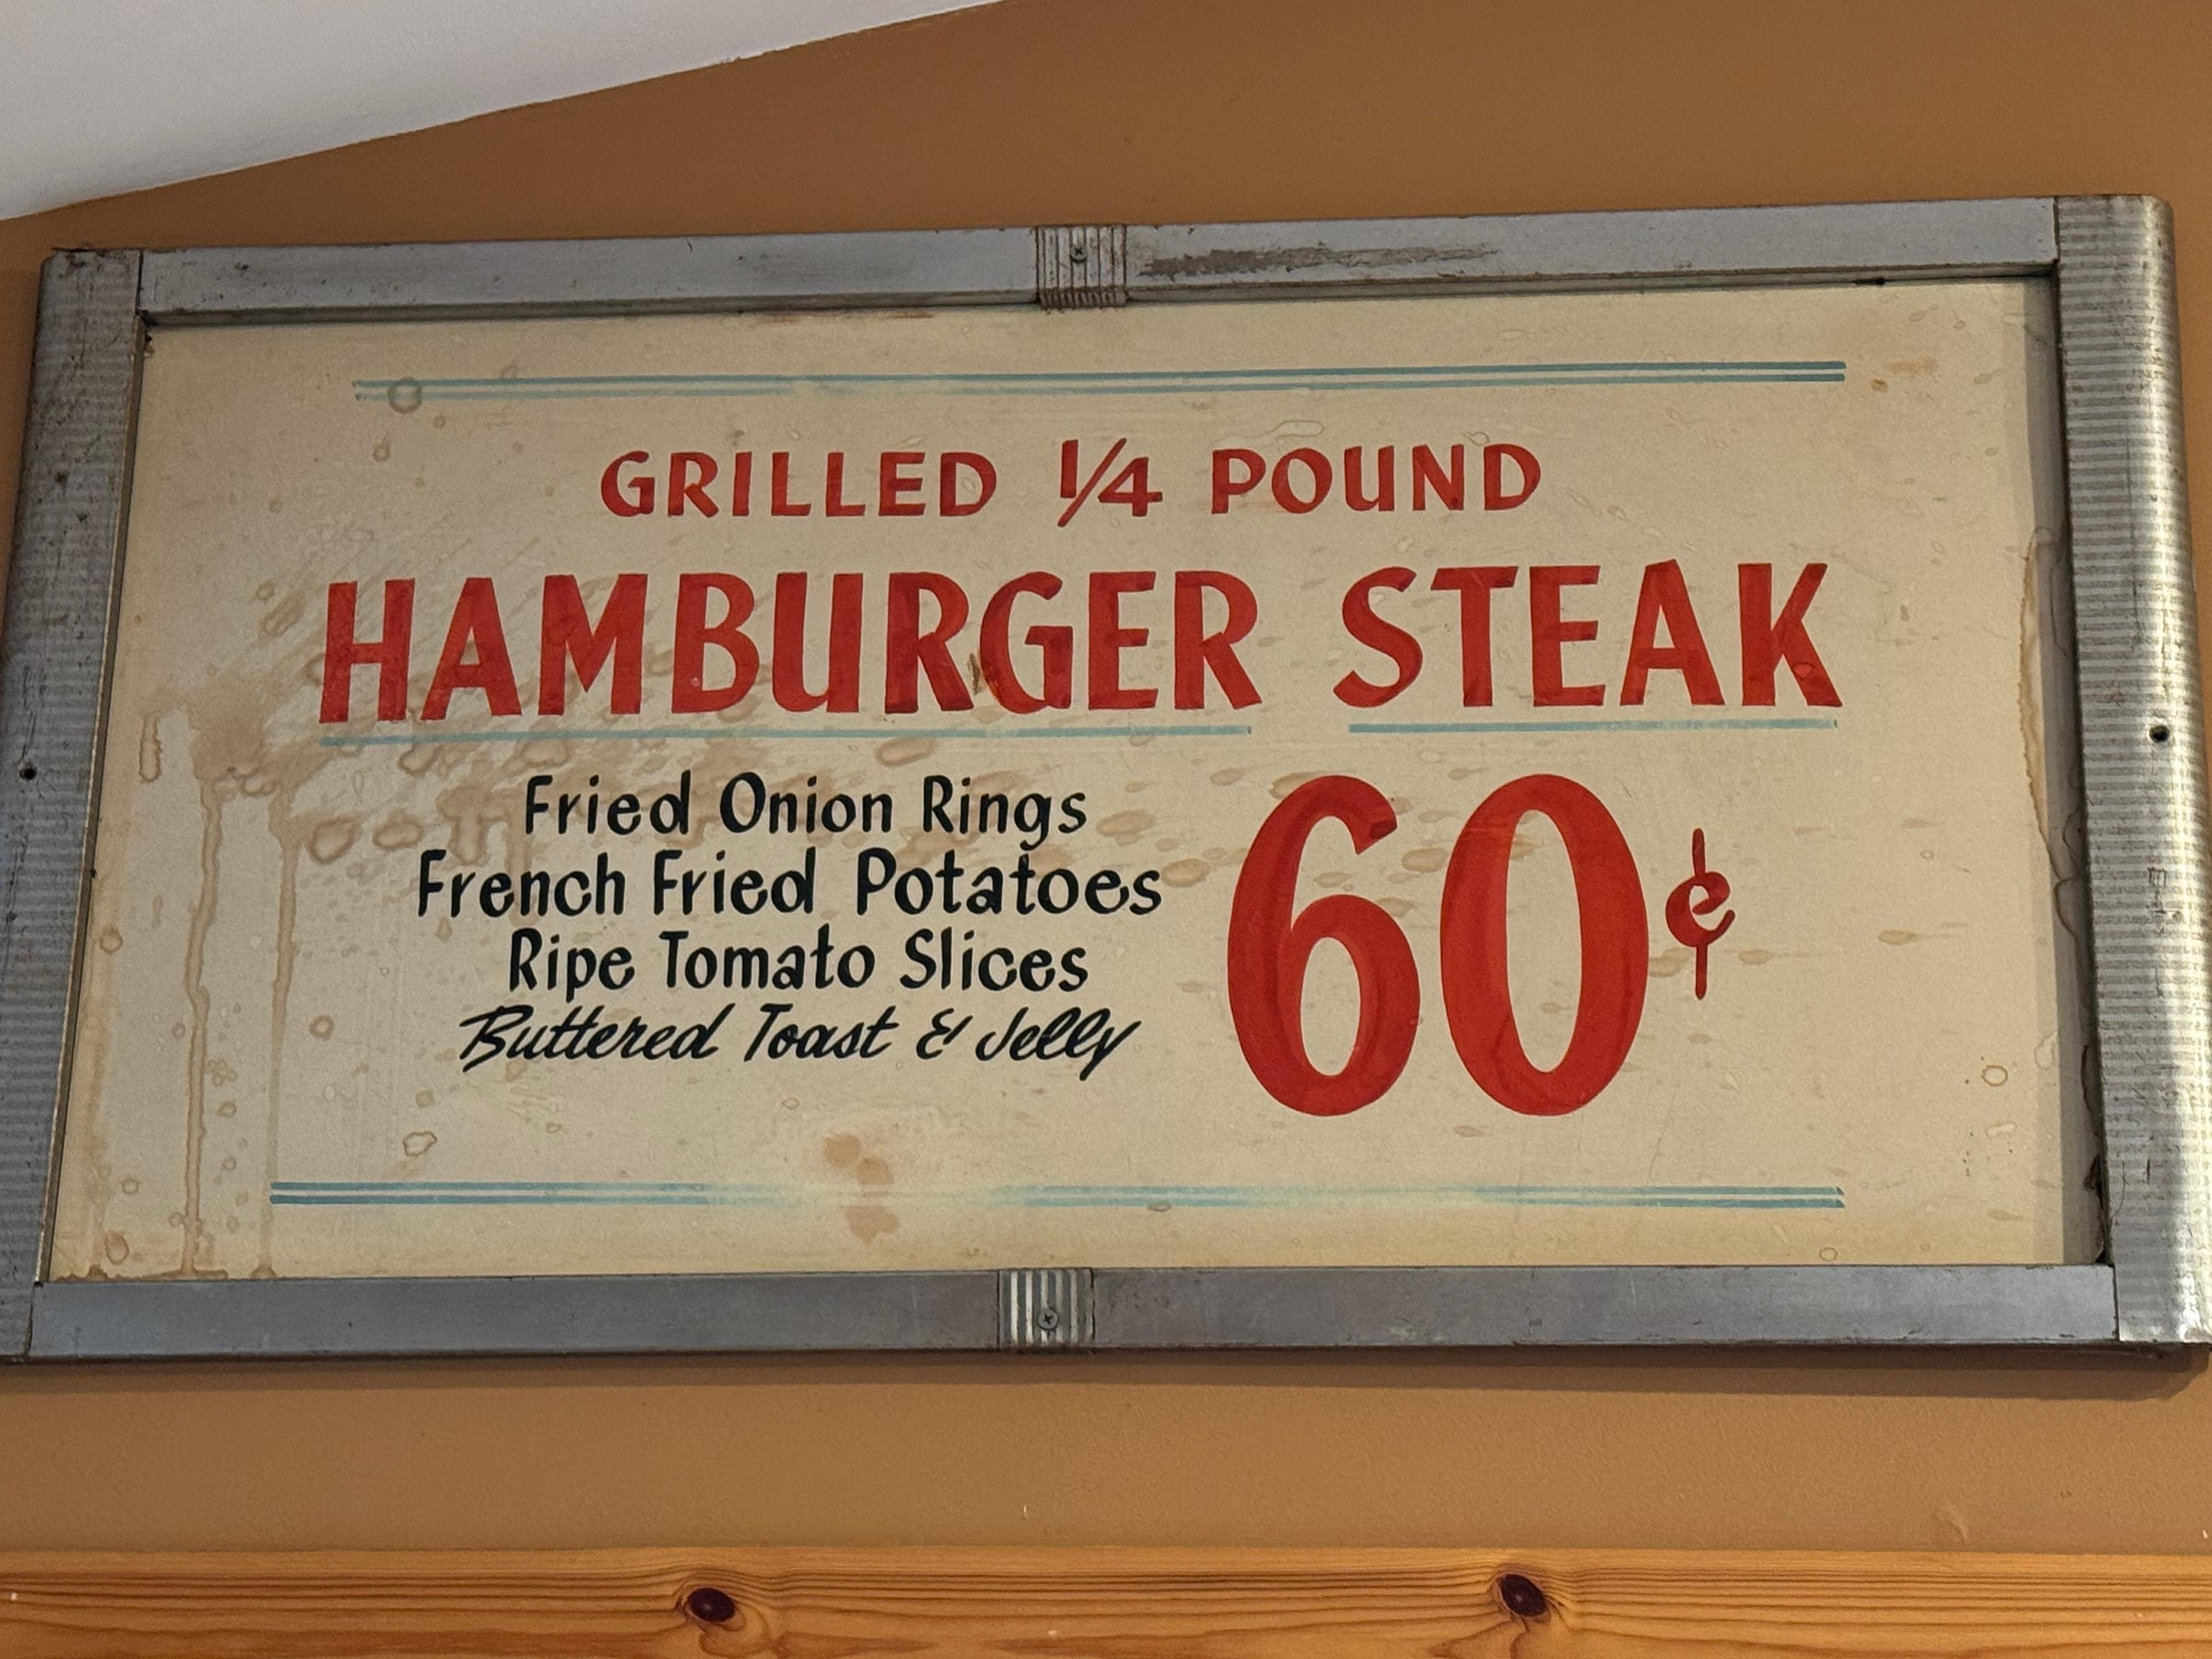 GRILLED 1/4 POUND
HAMBURGER STEAK
Fried Onion Rings
French Fried Potatoes
Ripe Tomato Slices
Buttered Toast & Jelly
60¢